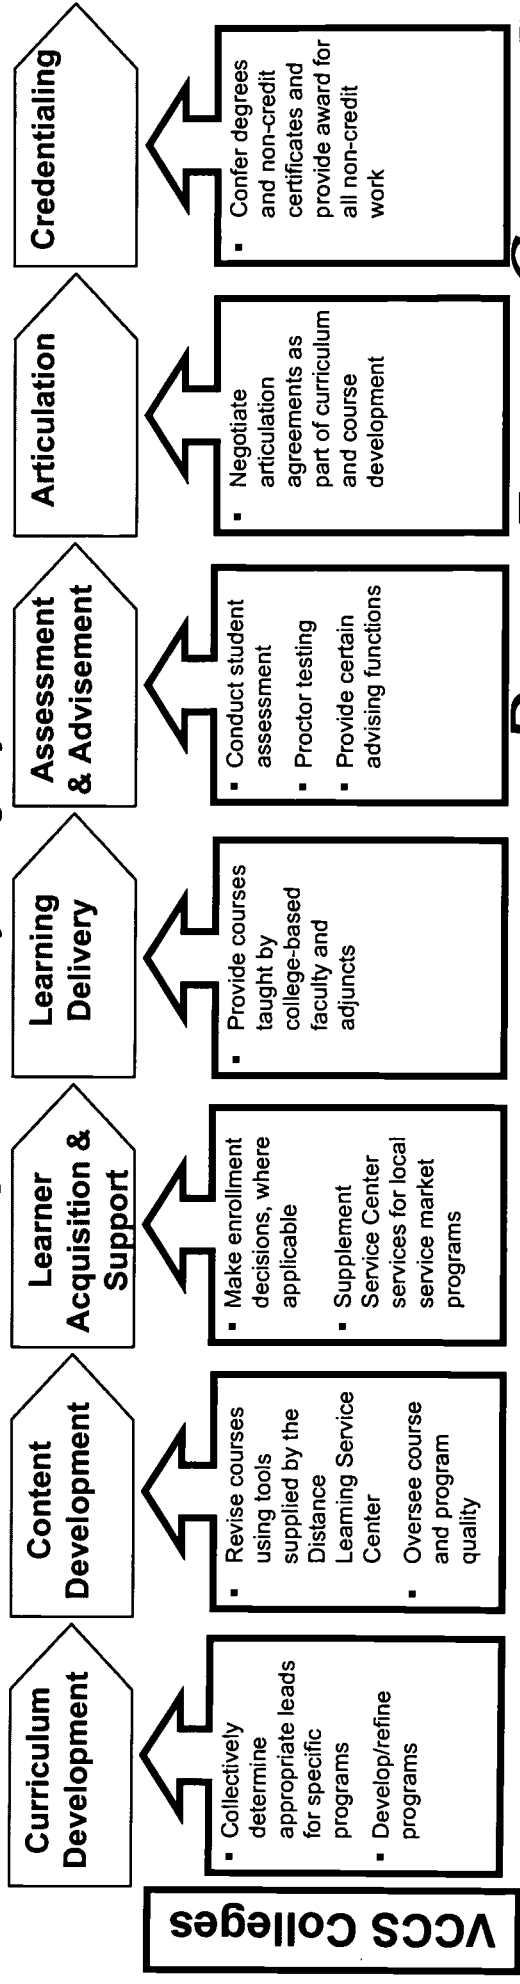 Curriculum
Development
Content
Development
Learner
Acquisition &
Support
Learning
Delivery
Assessment
& Advisement
Articulation
Credentialing
VCCS Colleges
▪ Collectively
determine
appropriate leads
for specific
programs
▪ Develop/refine
programs
▪ Revise courses
using tools
supplied by the
Distance
Learning Service
Center
▪ Oversee course
and program
quality
▪ Make enrollment
decisions, where
applicable
▪ Supplement
Service Center
services for local
service market
programs
▪ Provide courses
taught by
college-based
faculty and
adjuncts
▪ Conduct student
assessment
▪ Proctor testing
▪ Provide certain
advising functions
▪ Negotiate
articulation
agreements as
part of curriculum
and course
development
▪ Confer degrees
and non-credit
certificates and
provide award for
all non-credit
work